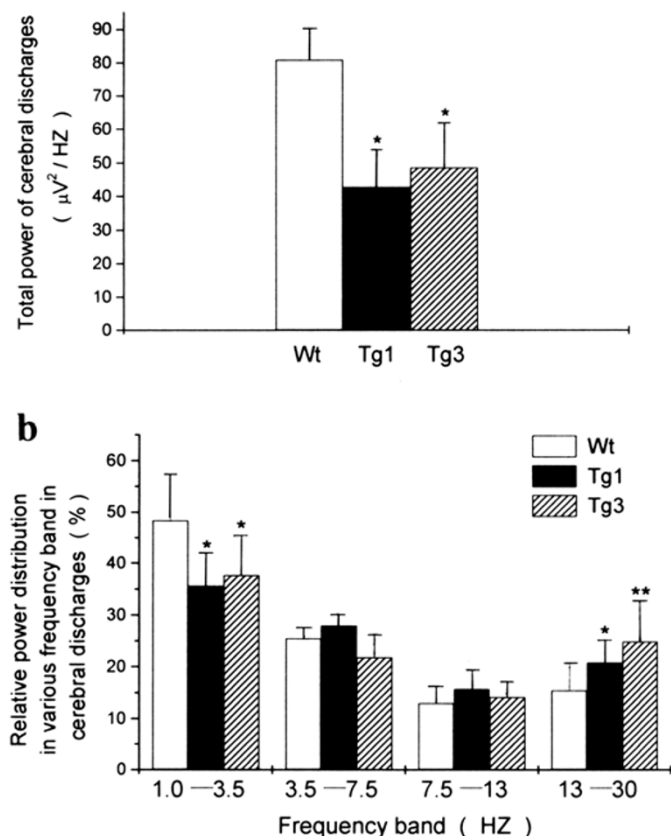 Total power of cerebral discharges
( μV² / HZ )
90
80
70
60
50
40
30
20
10
0
* *
Wt Tg1 Tg3
b
Relative power distribution
in various frequency band in
cerebral discharges ( % )
60
50
40
30
20
10
0
Wt
Tg1
Tg3
* *
* **
1.0 —3.5 3.5 —7.5 7.5 —13 13 —30
Frequency band ( HZ )